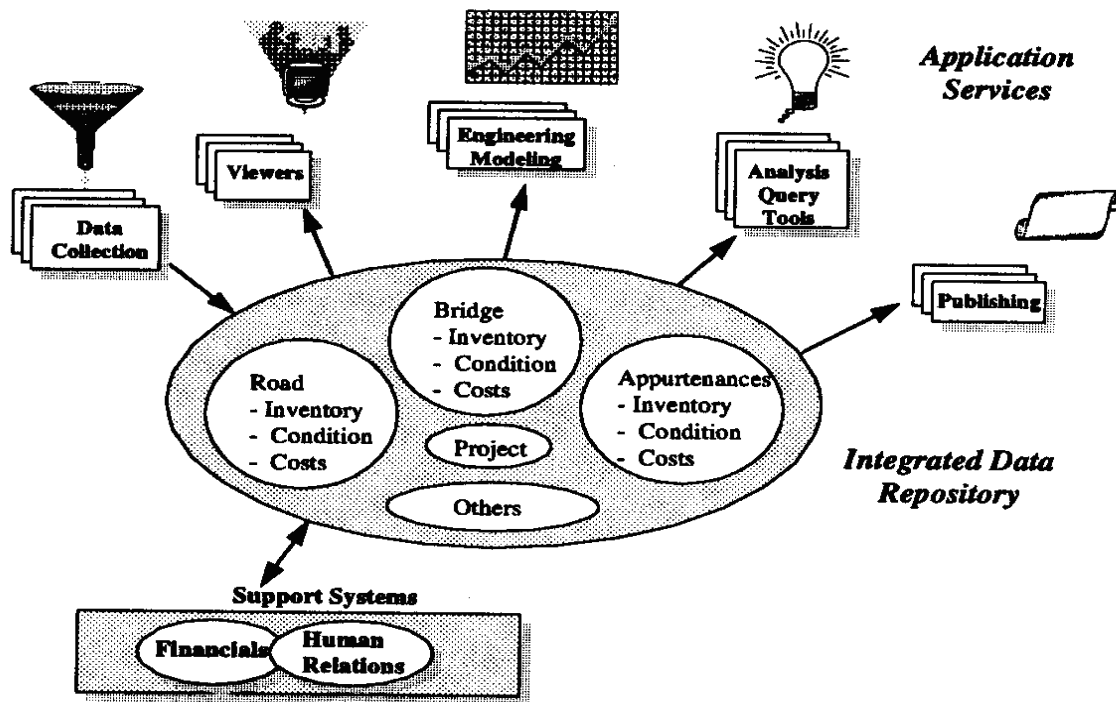 Application
Services
Data
Collection
Viewers
Engineering
Modeling
Analysis
Query
Tools
Publishing
Road
- Inventory
- Condition
- Costs
Bridge
- Inventory
- Condition
- Costs
Appurtenances
- Inventory
- Condition
- Costs
Project
Others
Integrated Data
Repository
Support Systems
Financials
Human
Relations